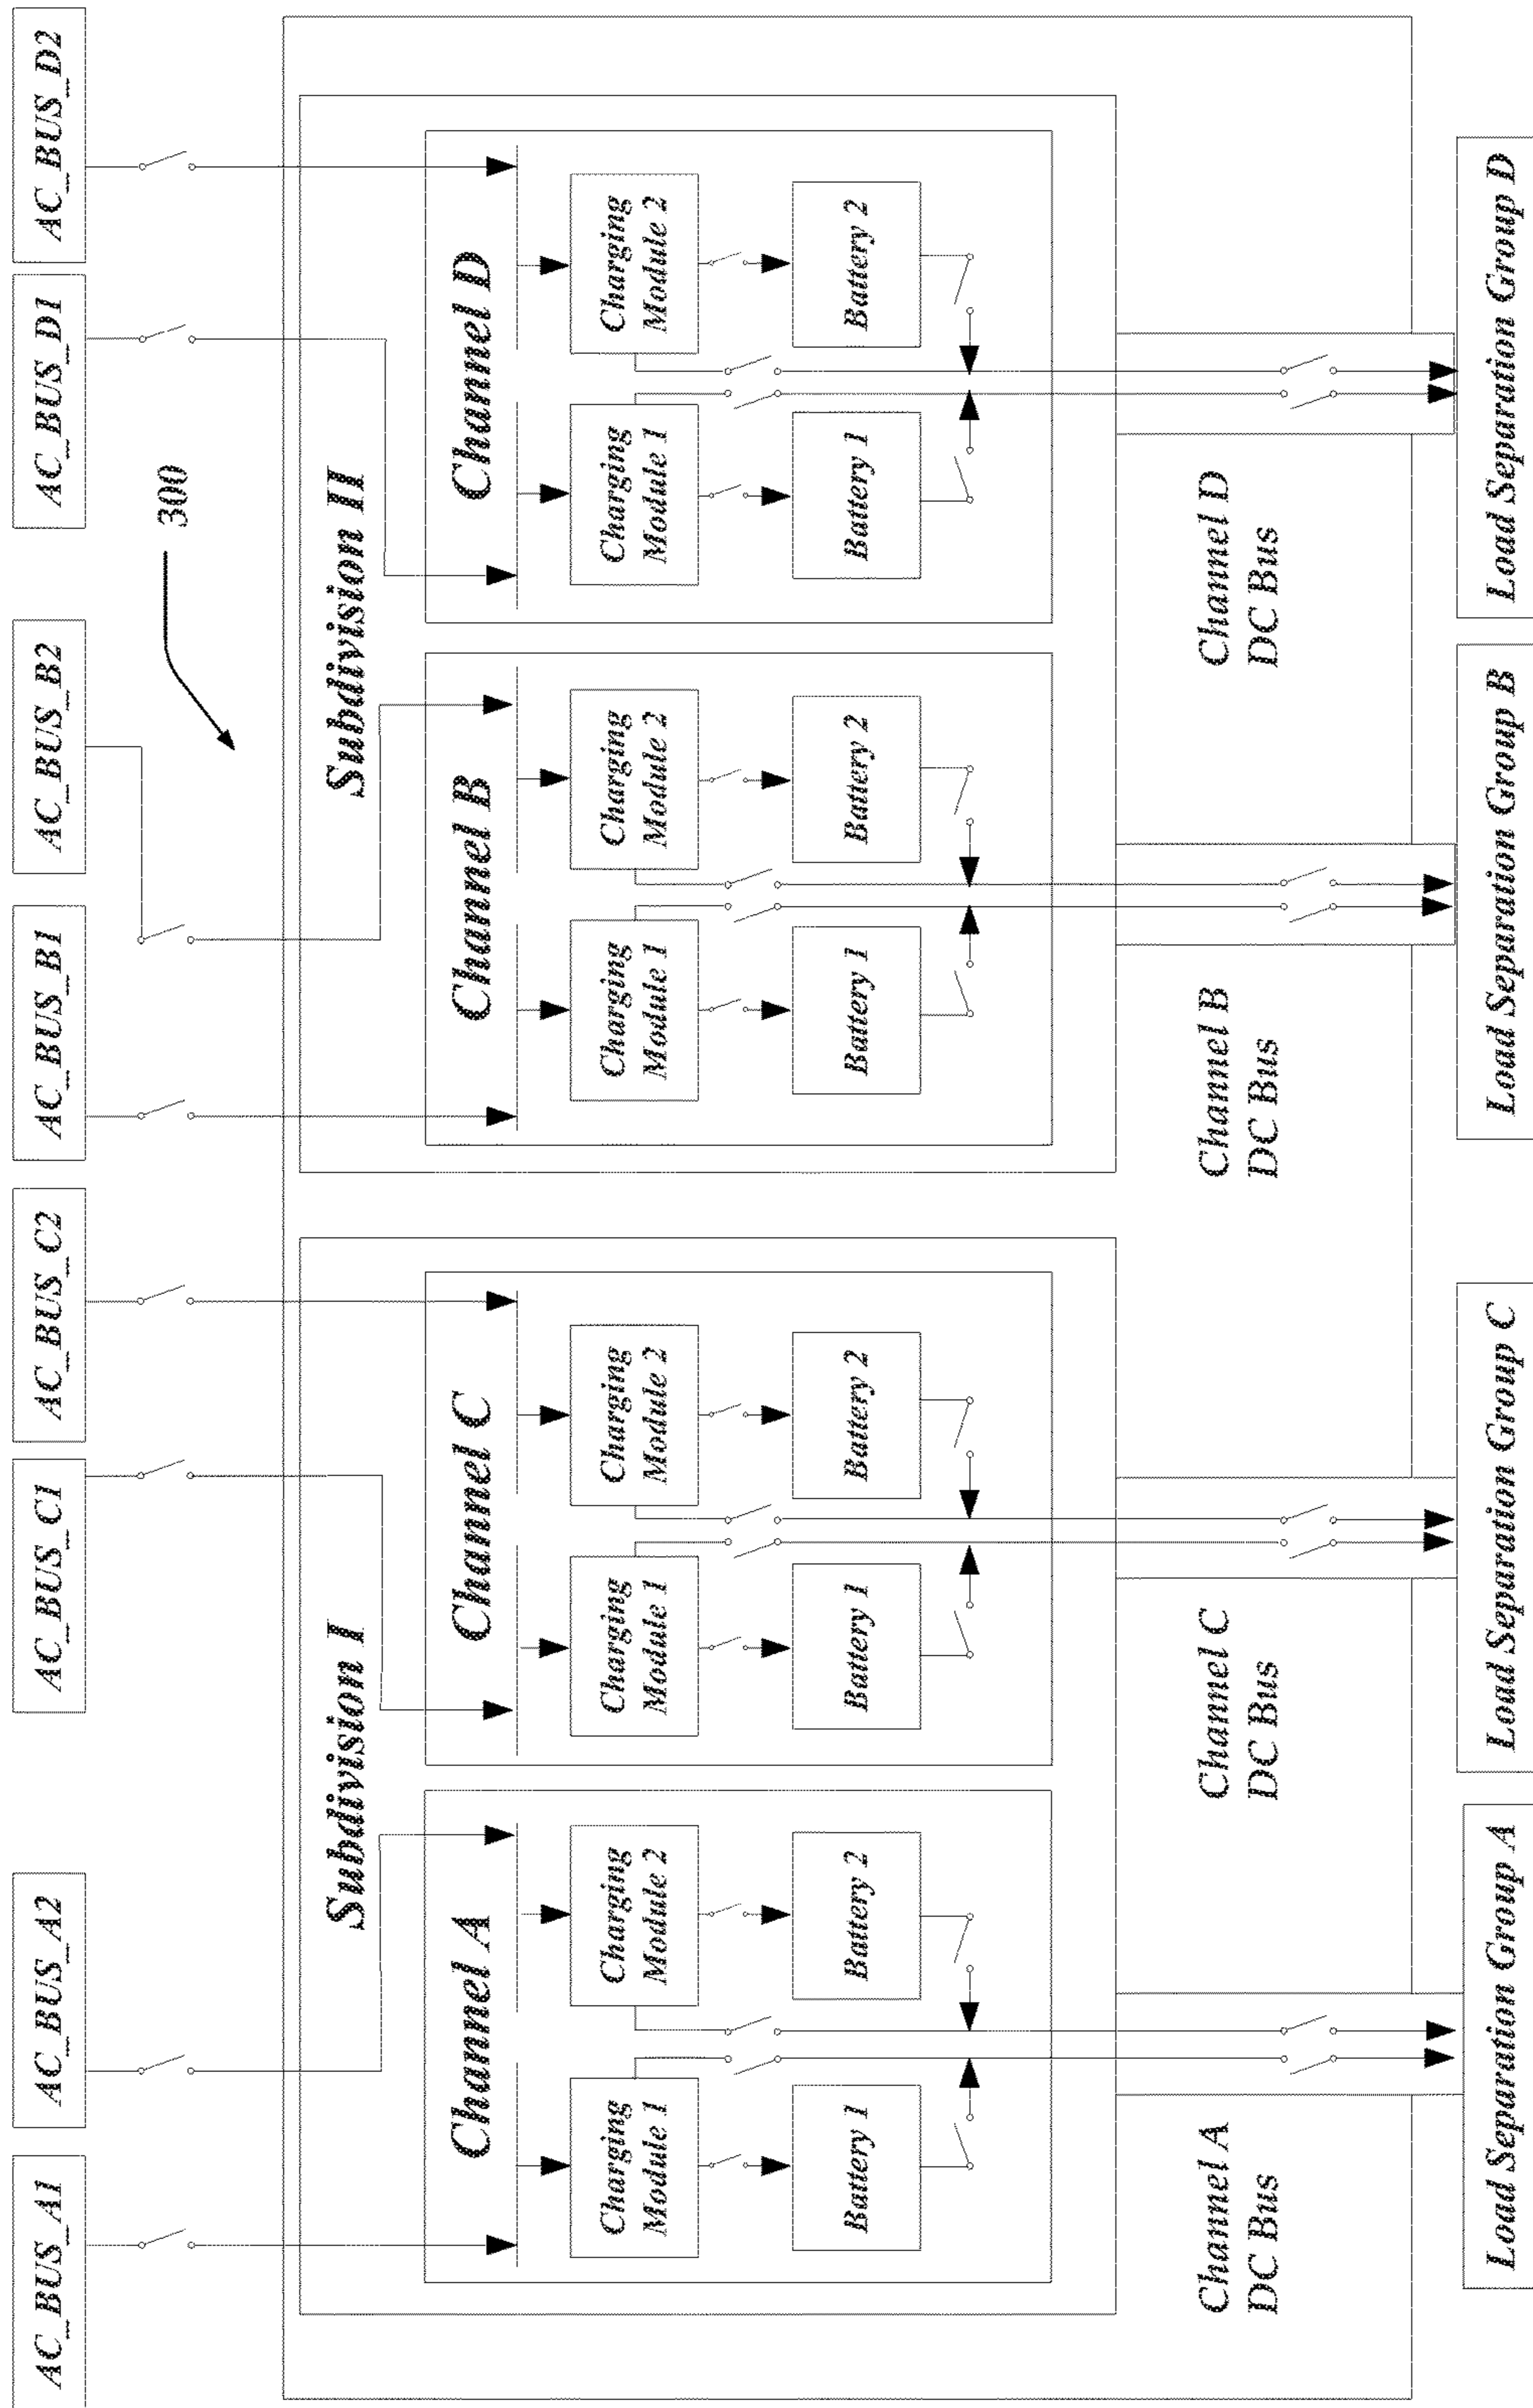 AC_BUS_A1
AC_BUS_A2
AC_BUS_C1
AC_BUS_C2
AC_BUS_B1
AC_BUS_B2
AC_BUS_D1
AC_BUS_D2
300
Subdivision I
Subdivision II
Channel A
Channel C
Channel B
Channel D
Charging
Module 1
Charging
Module 2
Charging
Module 1
Charging
Module 2
Charging
Module 1
Charging
Module 2
Charging
Module 1
Charging
Module 2
Battery 1
Battery 2
Battery 1
Battery 2
Battery 1
Battery 2
Battery 1
Battery 2
Channel A
DC Bus
Channel C
DC Bus
Channel B
DC Bus
Channel D
DC Bus
Load Separation Group A
Load Separation Group C
Load Separation Group B
Load Separation Group D